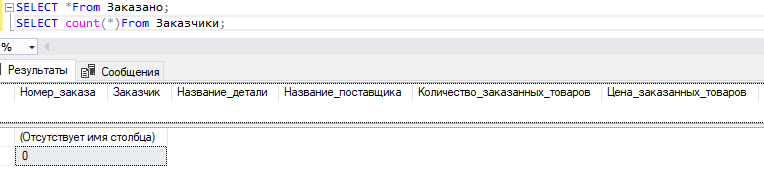 SELECT *From Заказано;
SELECT count(*)From Заказчики;
%
Результаты Сообщения
Номер_заказа Заказчик Название_детали Название_поставщика Количество_заказанных_товаров Цена_заказанных_товаров
(Отсутствует имя столбца)
0